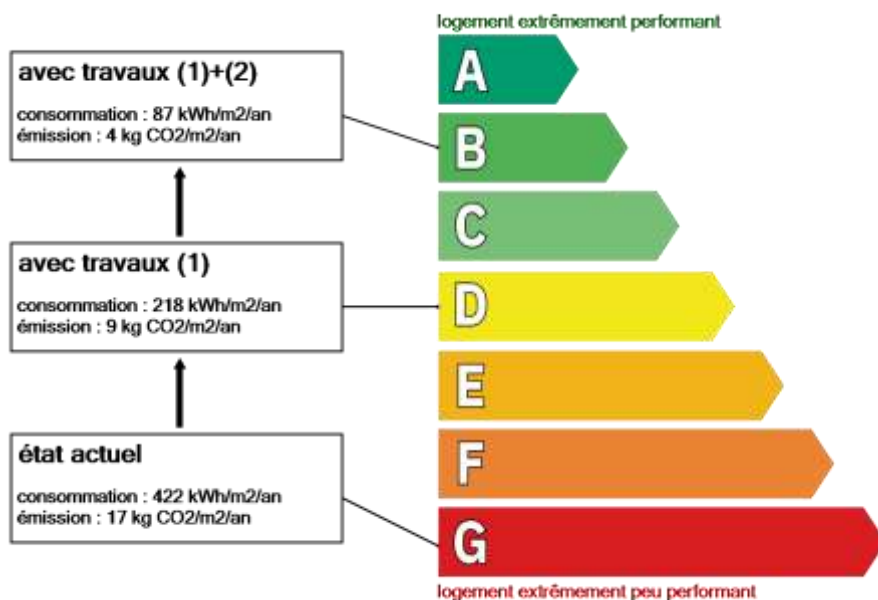 logement extrêmement performant
avec travaux (1)+(2)
consommation : 87 kWh/m2/an
émission : 4 kg CO2/m2/an
avec travaux (1)
consommation : 218 kWh/m2/an
émission : 9 kg CO2/m2/an
état actuel
consommation : 422 kWh/m2/an
émission : 17 kg CO2/m2/an
A
B
C
D
E
F
G
logement extrêmement peu performant